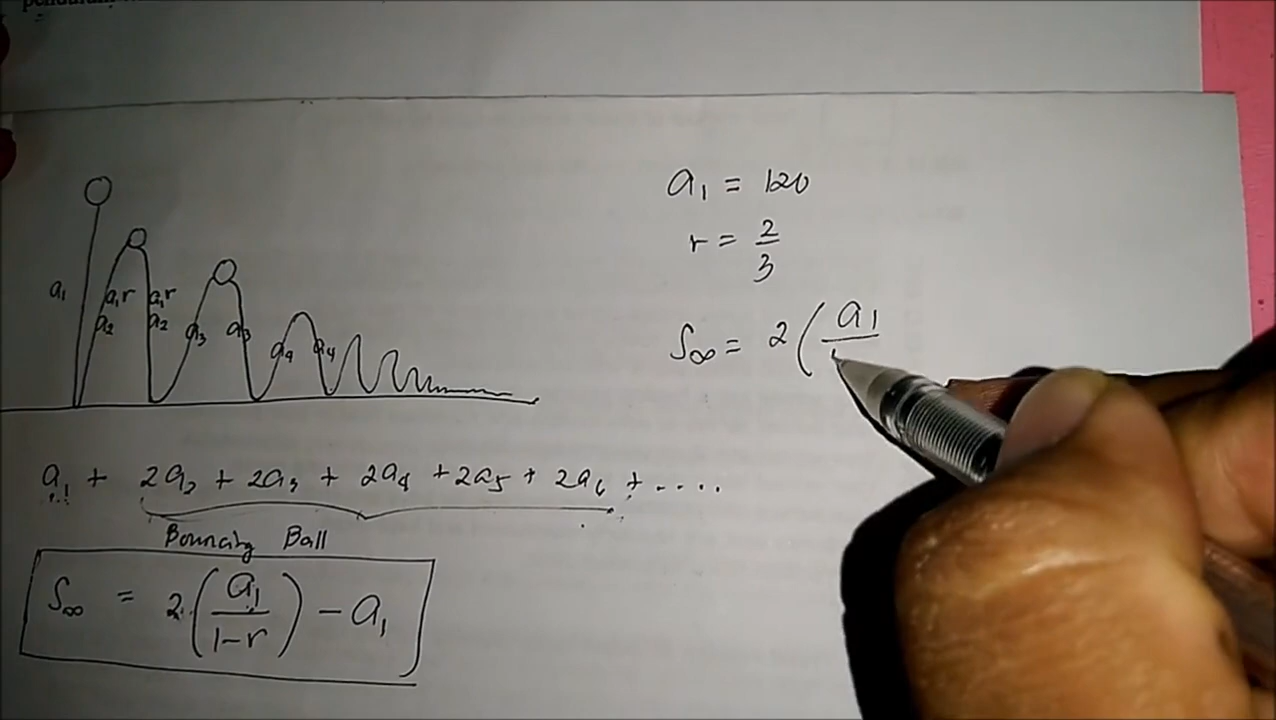 a₁ = 120
r = 2/3
S∞ = 2 ( a₁
a₁
a₁r a₁r
a₂ a₂ a₃ a₃ a₄ a₄
a₁ + 2a₂ + 2a₃ + 2a₄ + 2a₅ + 2a₆ + ....
Bouncing Ball
S∞ = 2 ( a₁ / 1-r ) - a₁